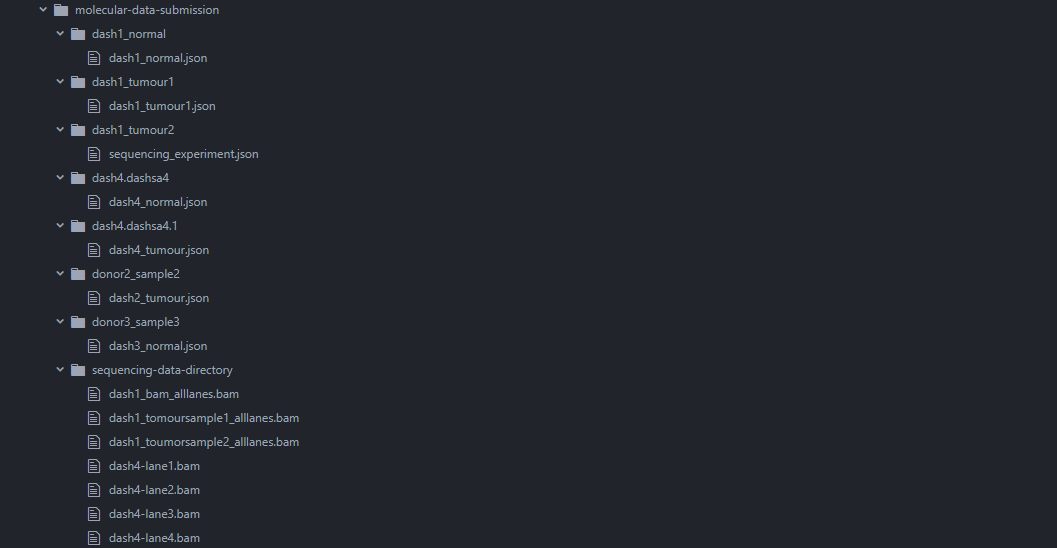 molecular-data-submission
dash1_normal
dash1_normal.json
dash1_tumour1
dash1_tumour1.json
dash1_tumour2
sequencing_experiment.json
dash4.dashsa4
dash4_normal.json
dash4.dashsa4.1
dash4_tumour.json
donor2_sample2
dash2_tumour.json
donor3_sample3
dash3_normal.json
sequencing-data-directory
dash1_bam_alllanes.bam
dash1_tomoursample1_alllanes.bam
dash1_toumorsample2_alllanes.bam
dash4-lane1.bam
dash4-lane2.bam
dash4-lane3.bam
dash4-lane4.bam